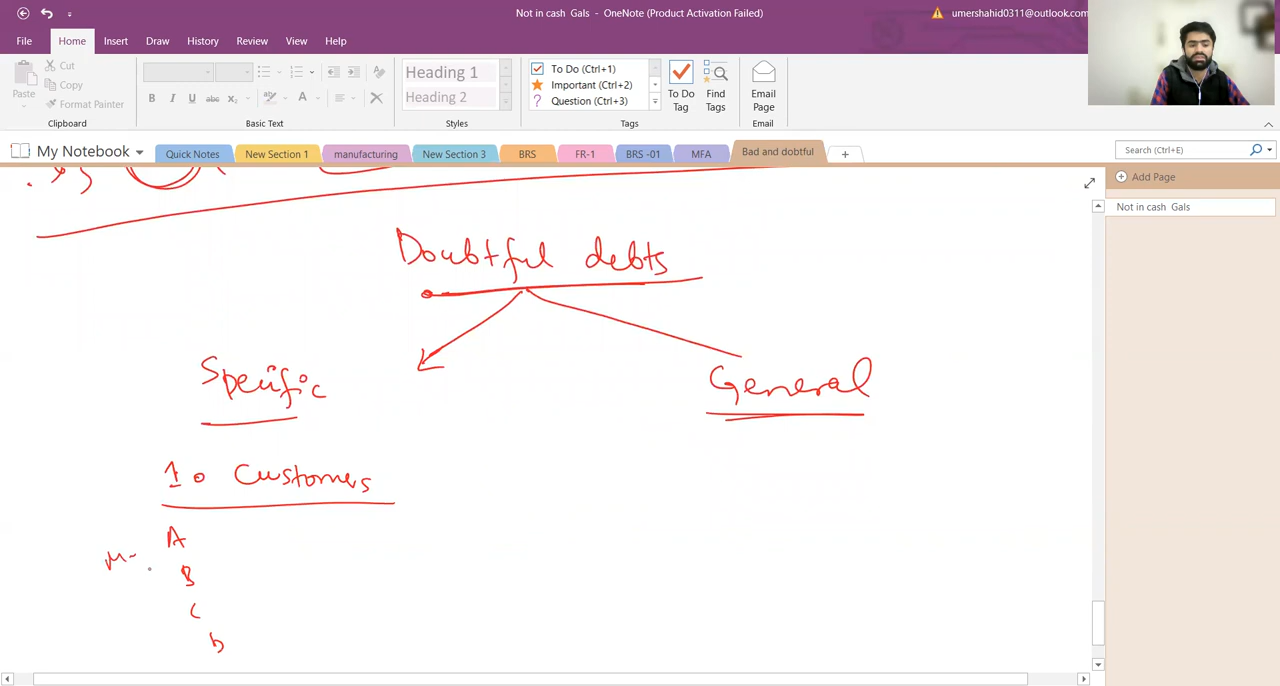 Not in cash Gals - OneNote (Product Activation Failed)
umershahid0311@outlook.com
File Home Insert Draw History Review View Help
Paste
Cut
Copy
Format Painter
Clipboard
B I U abc X₂ A
Basic Text
Heading 1
Heading 2
Styles
To Do (Ctrl+1)
Important (Ctrl+2)
? Question (Ctrl+3)
Tags
To Do Tag
Find Tags
Email Page
Email
My Notebook
Quick Notes
New Section 1
manufacturing
New Section 3
BRS
FR-1
BRS -01
MFA
Bad and dobtful
+
Search (Ctrl+E)
Add Page
Not in cash Gals
Doubtful debts
Specific
General
10 Customers
A
B
C
D